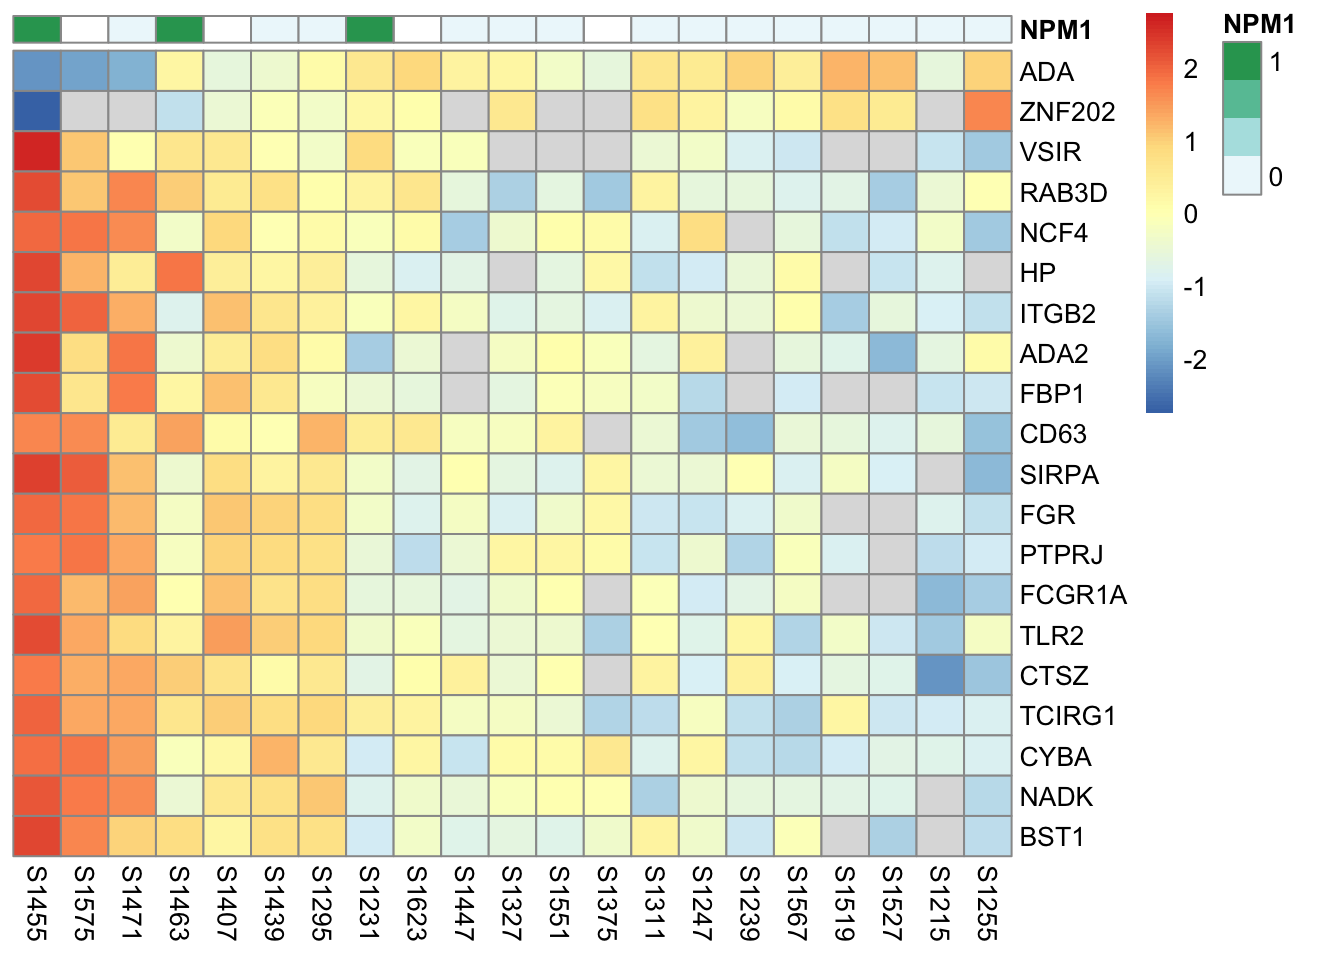 NPM1
ADA
ZNF202
VSIR
RAB3D
NCF4
HP
ITGB2
ADA2
FBP1
CD63
SIRPA
FGR
PTPRJ
FCGR1A
TLR2
CTSZ
TCIRG1
CYBA
NADK
BST1
S1455
S1575
S1471
S1463
S1407
S1439
S1295
S1231
S1623
S1447
S1327
S1551
S1375
S1311
S1247
S1239
S1567
S1519
S1527
S1215
S1255
2
1
0
-1
-2
NPM1
1
0